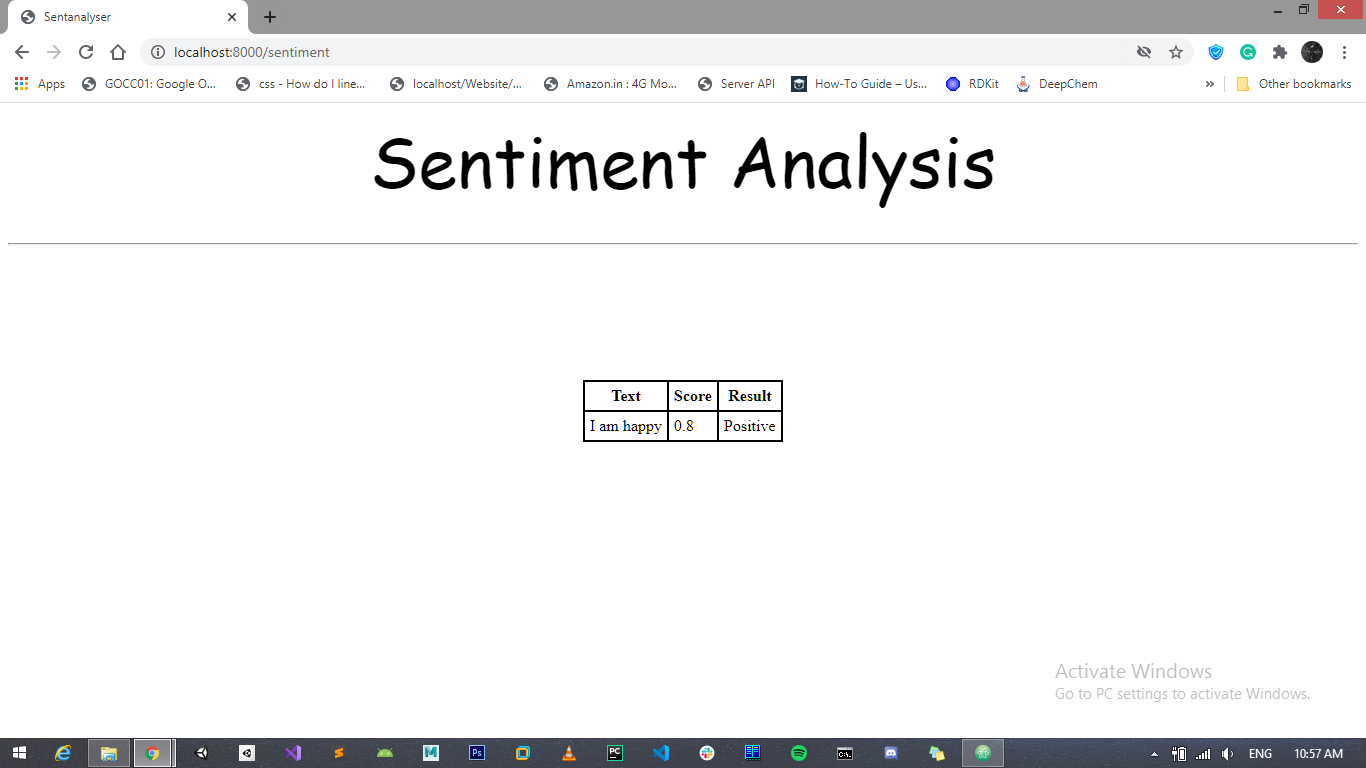 Sentanalyser
localhost:8000/sentiment
Apps GOCC01: Google O... css - How do I line... localhost/Website/... Amazon.in : 4G Mo... Server API How-To Guide – Us... RDKit DeepChem » Other bookmarks
Sentiment Analysis
Text Score Result
I am happy 0.8 Positive
Activate Windows
Go to PC settings to activate Windows.
ENG 10:57 AM